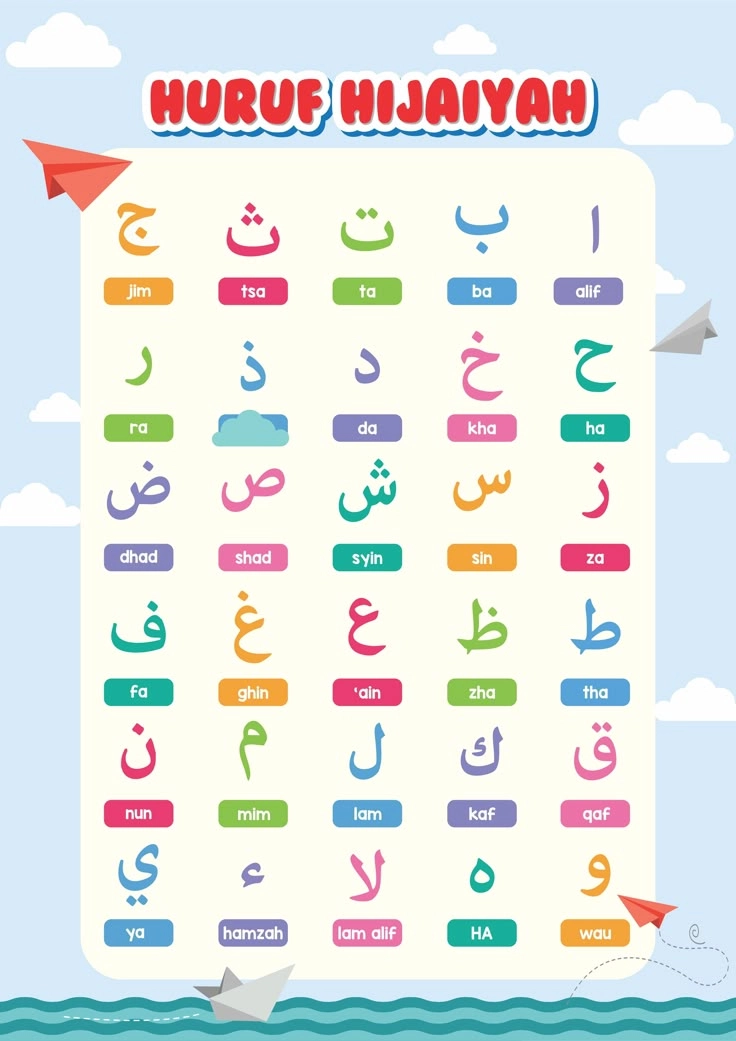 HURUF HIJAIYAH
ا ب ت ث ج
alif ba ta tsa jim
ح خ د ذ ر
ha kha da ra
ز س ش ص ض
za sin syin shad dhad
ط ظ ع غ ف
tha zha 'ain ghin fa
ق ك ل م ن
qaf kaf lam mim nun
و ه لا ء ي
wau HA lam alif hamzah ya